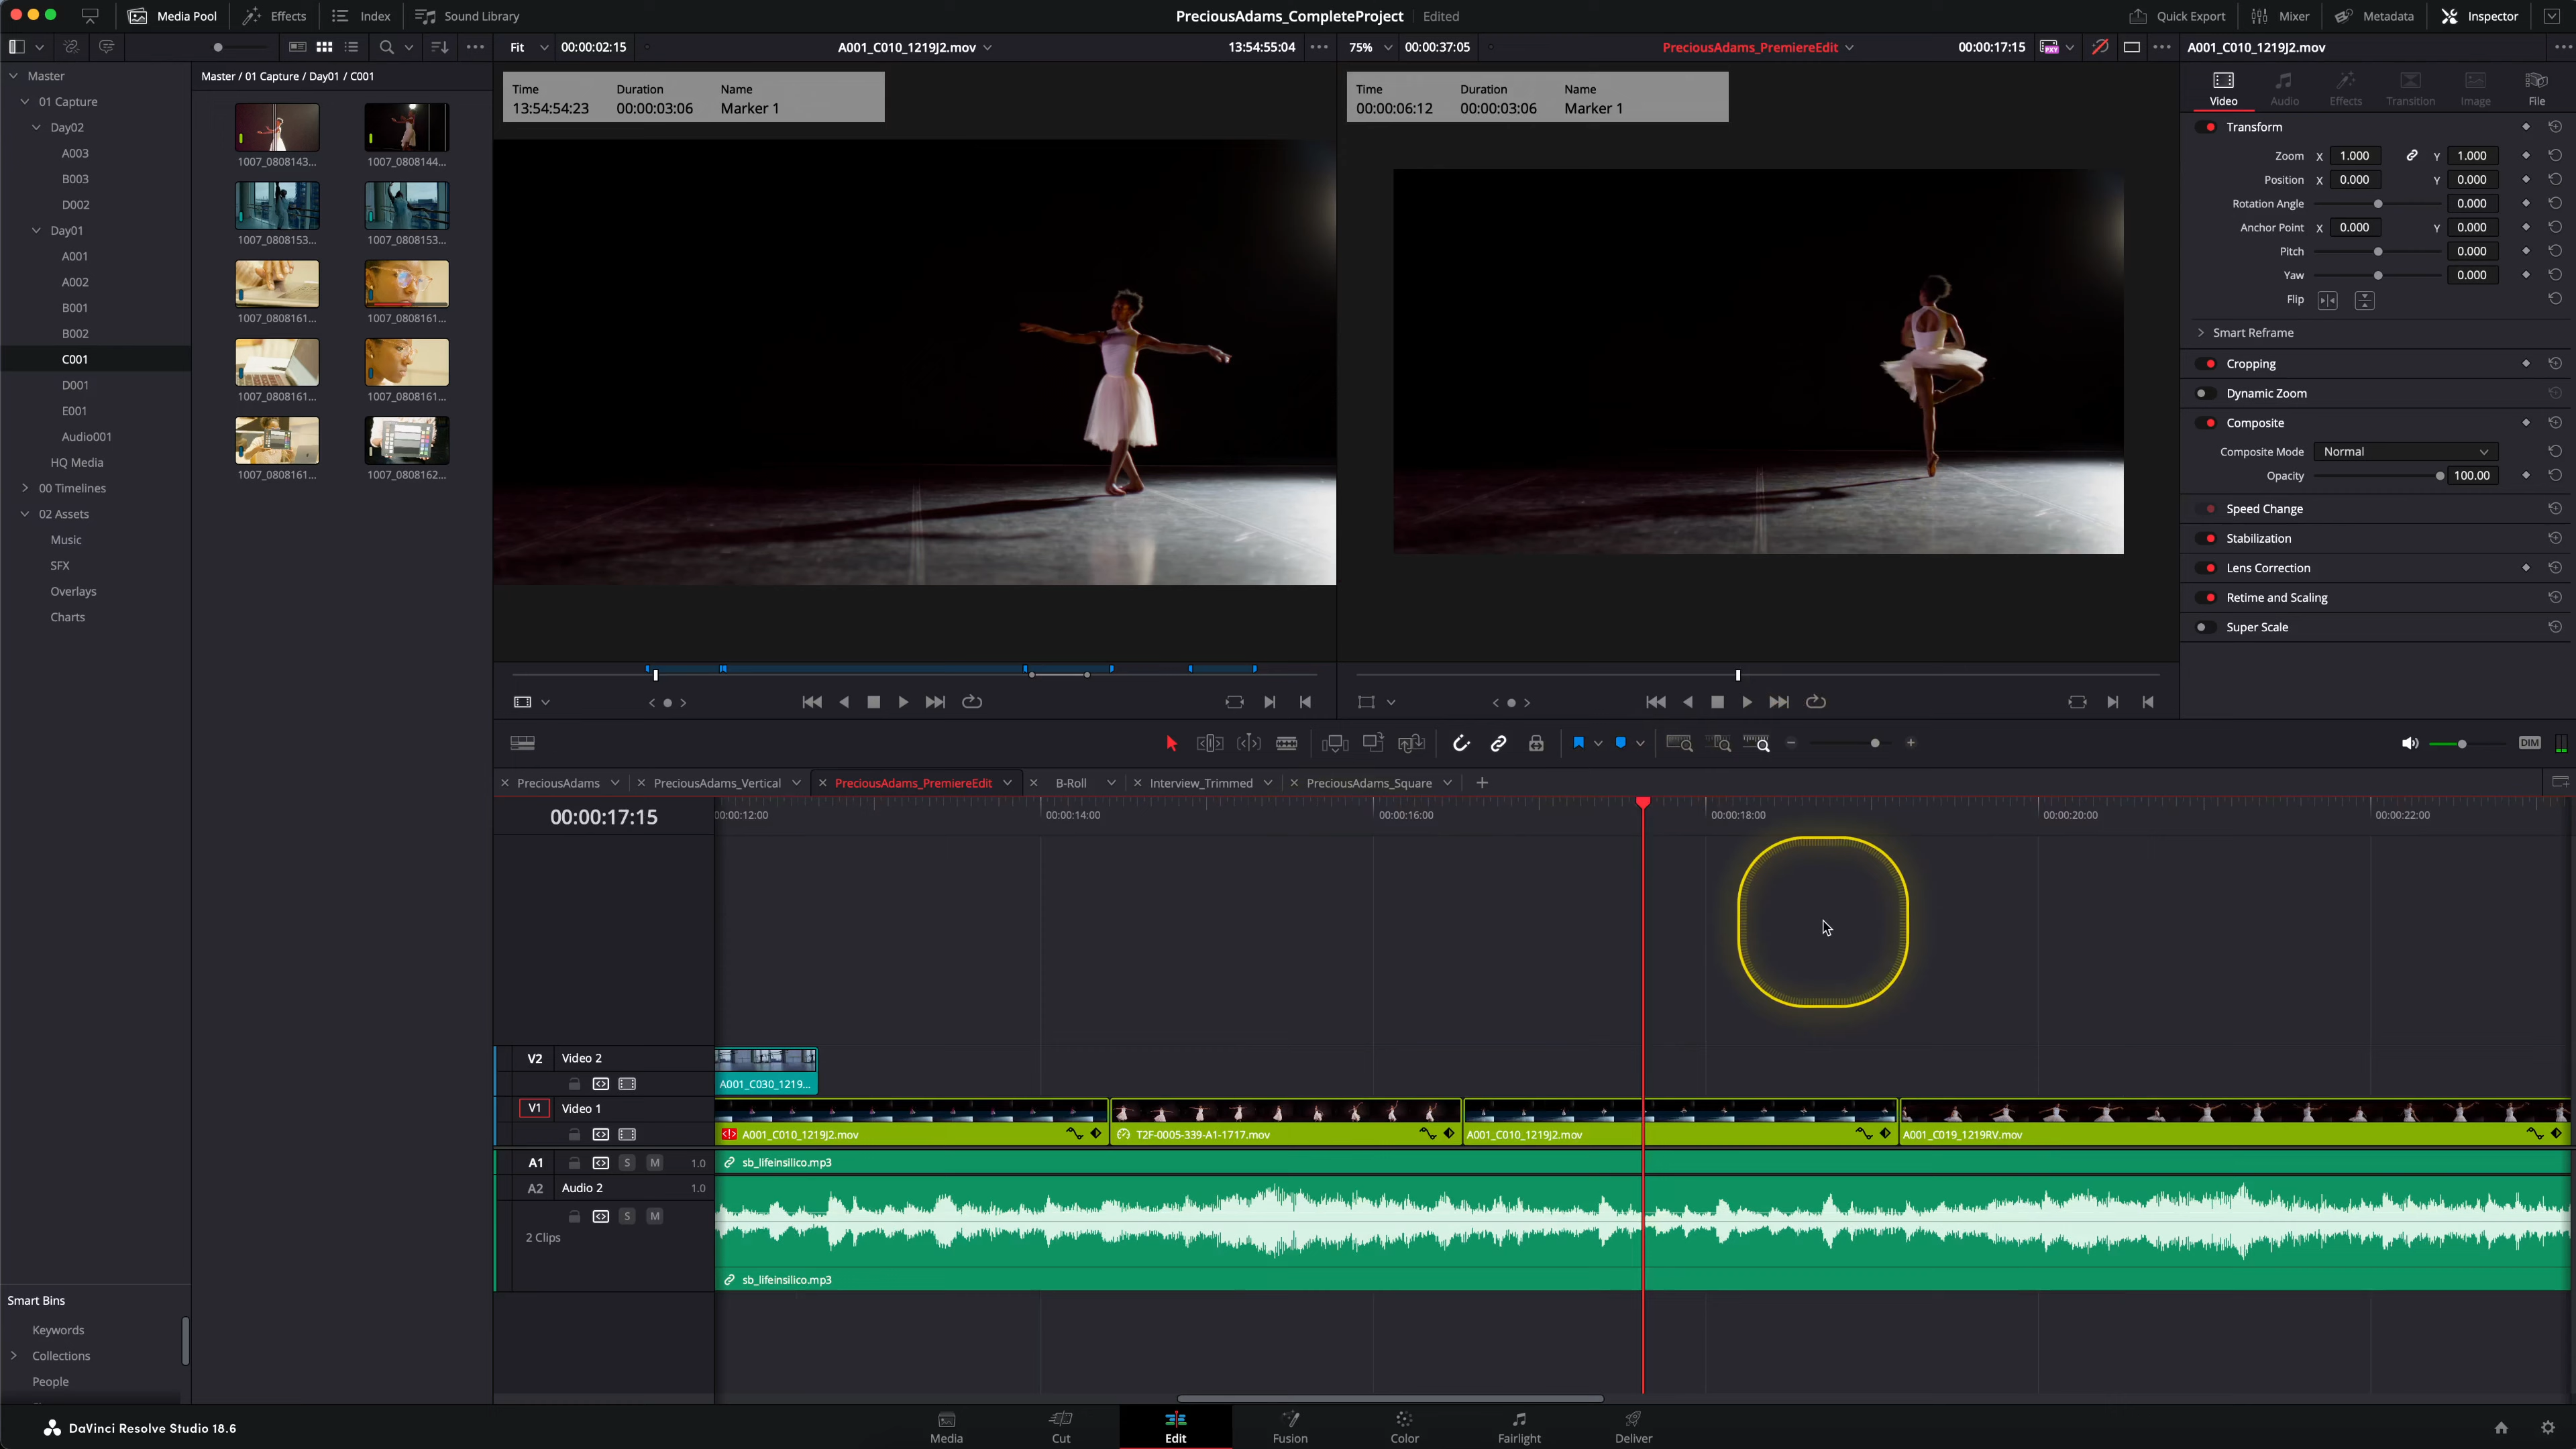 Media Pool
Effects
Index
Sound Library
PreciousAdams_CompleteProject
Edited
Quick Export
Mixer
Metadata
Inspector
Fit
00:00:02:15
A001_C010_1219J2.mov
13:54:55:04
75%
00:00:37:05
PreciousAdams_PremiereEdit
00:00:17:15
PXY
A001_C010_1219J2.mov
Master
Master / 01 Capture / Day01 / C001
01 Capture
Day02
A003
B003
D002
Day01
A001
A002
B001
B002
C001
D001
E001
Audio001
HQ Media
00 Timelines
02 Assets
Music
SFX
Overlays
Charts
1007_0808143...
1007_0808144...
1007_0808153...
1007_0808153...
1007_0808161...
1007_0808161...
1007_0808161...
1007_0808161...
1007_0808161...
1007_0808162...
Time Duration Name
13:54:54:23 00:00:03:06 Marker 1
Time Duration Name
00:00:06:12 00:00:03:06 Marker 1
Video
Audio
Effects
Transition
Image
File
Transform
Zoom X 1.000 Y 1.000
Position X 0.000 Y 0.000
Rotation Angle 0.000
Anchor Point X 0.000 Y 0.000
Pitch 0.000
Yaw 0.000
Flip
Smart Reframe
Cropping
Dynamic Zoom
Composite
Composite Mode Normal
Opacity 100.00
Speed Change
Stabilization
Lens Correction
Retime and Scaling
Super Scale
DIM
PreciousAdams
PreciousAdams_Vertical
PreciousAdams_PremiereEdit
B-Roll
Interview_Trimmed
PreciousAdams_Square
00:00:17:15
00:00:12:00
00:00:14:00
00:00:16:00
00:00:18:00
00:00:20:00
00:00:22:00
V2 Video 2
A001_C030_1219...
V1 Video 1
A001_C010_1219J2.mov
T2F-0005-339-A1-1717.mov
A001_C010_1219J2.mov
A001_C019_1219RV.mov
A1 S M 1.0
sb_lifeinsilico.mp3
A2 Audio 2 1.0
S M
2 Clips
sb_lifeinsilico.mp3
Smart Bins
Keywords
Collections
People
DaVinci Resolve Studio 18.6
Media
Cut
Edit
Fusion
Color
Fairlight
Deliver